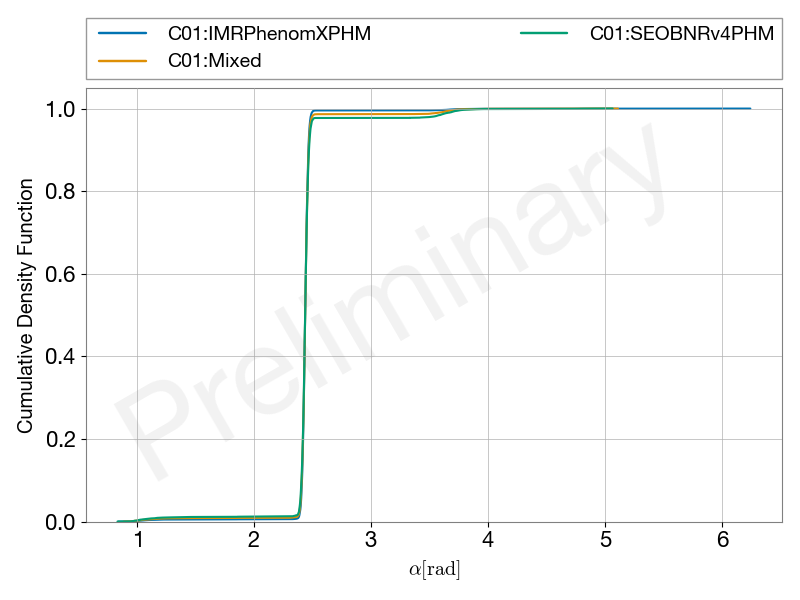 C01:IMRPhenomXPHM
C01:Mixed
C01:SEOBNRv4PHM
1.0
0.8
0.6
0.4
0.2
0.0
Cumulative Density Function
Preliminary
1 2 3 4 5 6
α[rad]